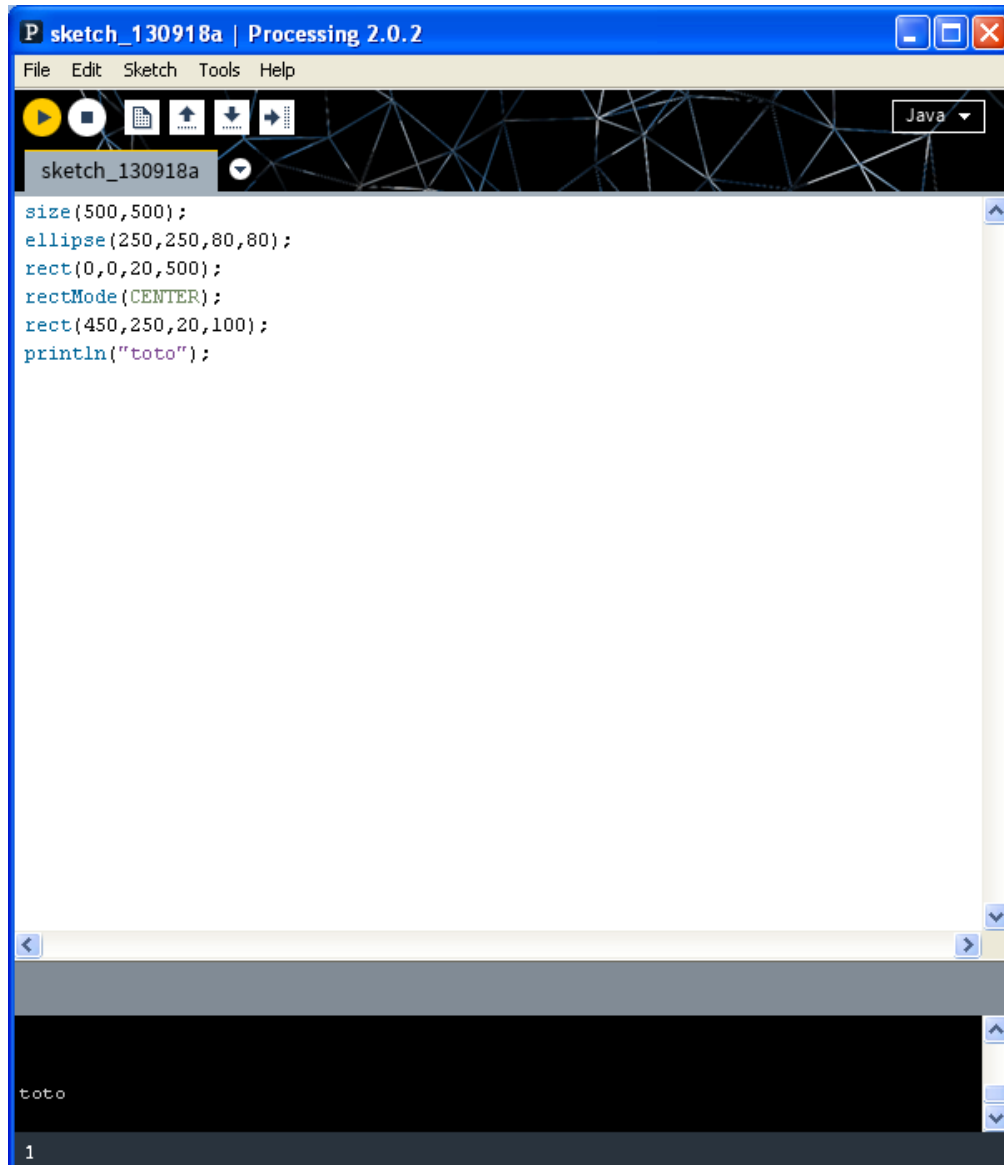 sketch_130918a | Processing 2.0.2
File Edit Sketch Tools Help
Java
sketch_130918a
size(500,500);
ellipse(250,250,80,80);
rect(0,0,20,500);
rectMode(CENTER);
rect(450,250,20,100);
println("toto");
toto
1